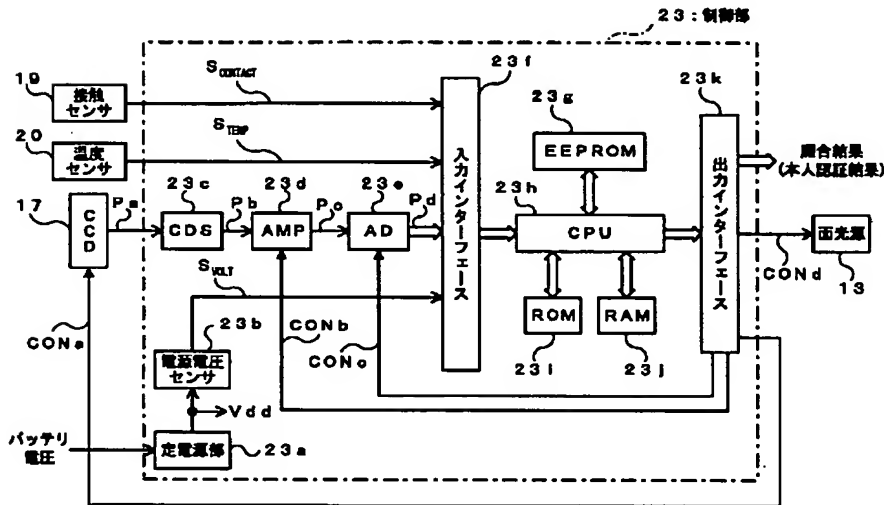 23：制御部
19
接触
センサ
S CONTACT
23f
23k
20
温度
センサ
S TEMP
23g
EEPROM
照合結果
(本人認証結果)
17
CCD
Pa
23c
CDS
Pb
23d
AMP
Pc
23e
AD
Pd
入力インターフェース
23h
CPU
出力インターフェース
面光源
CONd
13
S VOLT
23b
CONb
CONc
ROM
RAM
23i
23j
CONa
電源電圧
センサ
Vdd
バッテリ
電圧
定電源部
23a